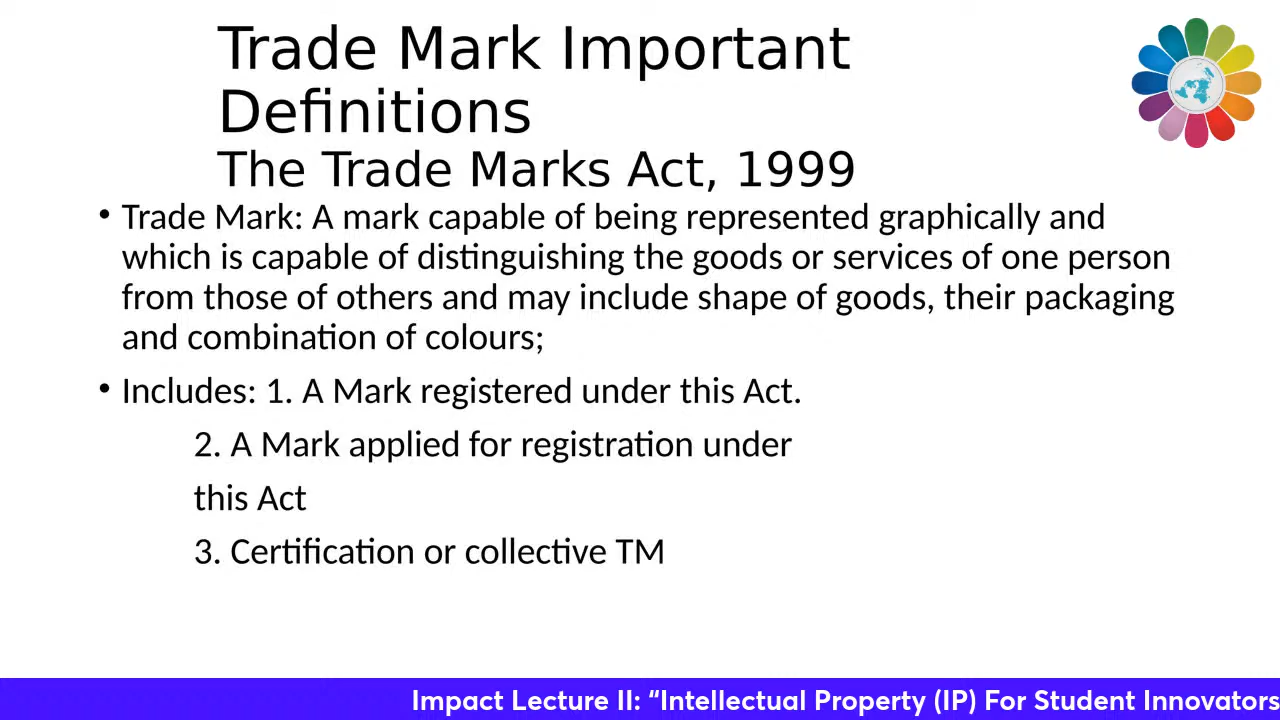 Trade Mark Important
Definitions
The Trade Marks Act, 1999
• Trade Mark: A mark capable of being represented graphically and
which is capable of distinguishing the goods or services of one person
from those of others and may include shape of goods, their packaging
and combination of colours;
• Includes: 1. A Mark registered under this Act.
2. A Mark applied for registration under
this Act
3. Certification or collective TM
Impact Lecture II: “Intellectual Property (IP) For Student Innovators